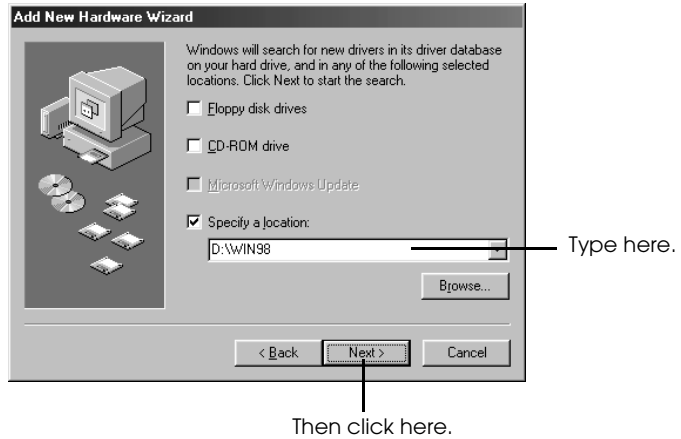 Add New Hardware Wizard
Windows will search for new drivers in its driver database
on your hard drive, and in any of the following selected
locations. Click Next to start the search.
Floppy disk drives
CD-ROM drive
Microsoft Windows Update
Specify a location:
D:\WIN98
Type here.
Browse...
< Back
Next >
Cancel
Then click here.